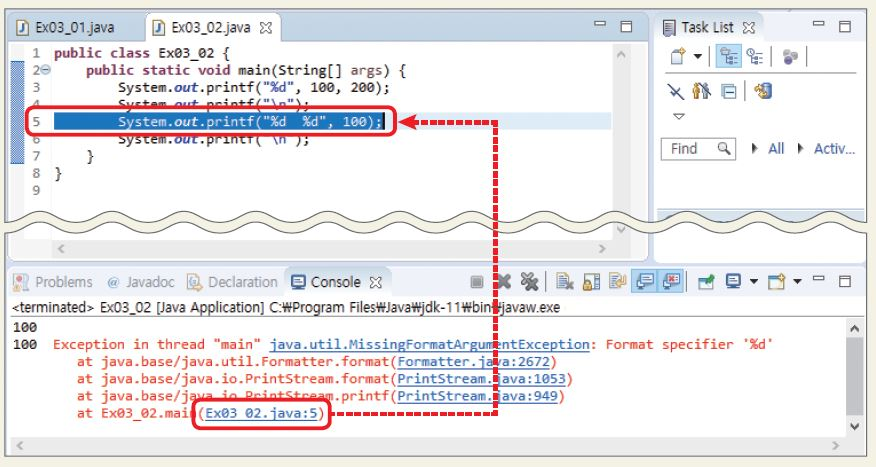 Ex03_01.java Ex03_02.java Task List
1 public class Ex03_02 {
2 public static void main(String[] args) {
3 System.out.printf("%d", 100, 200);
4 System.out.printf("\n");
5 System.out.printf("%d  %d", 100);
6 System.out.printf("\n");
7 }
8 }
9
Find All Activ...
Problems @ Javadoc Declaration Console
<terminated> Ex03_02 [Java Application] C:₩Program Files₩Java₩jdk-11₩bin₩javaw.exe
100
100  Exception in thread "main" java.util.MissingFormatArgumentException: Format specifier '%d'
at java.base/java.util.Formatter.format(Formatter.java:2672)
at java.base/java.io.PrintStream.format(PrintStream.java:1053)
at java.base/java.io.PrintStream.printf(PrintStream.java:949)
at Ex03_02.main(Ex03_02.java:5)